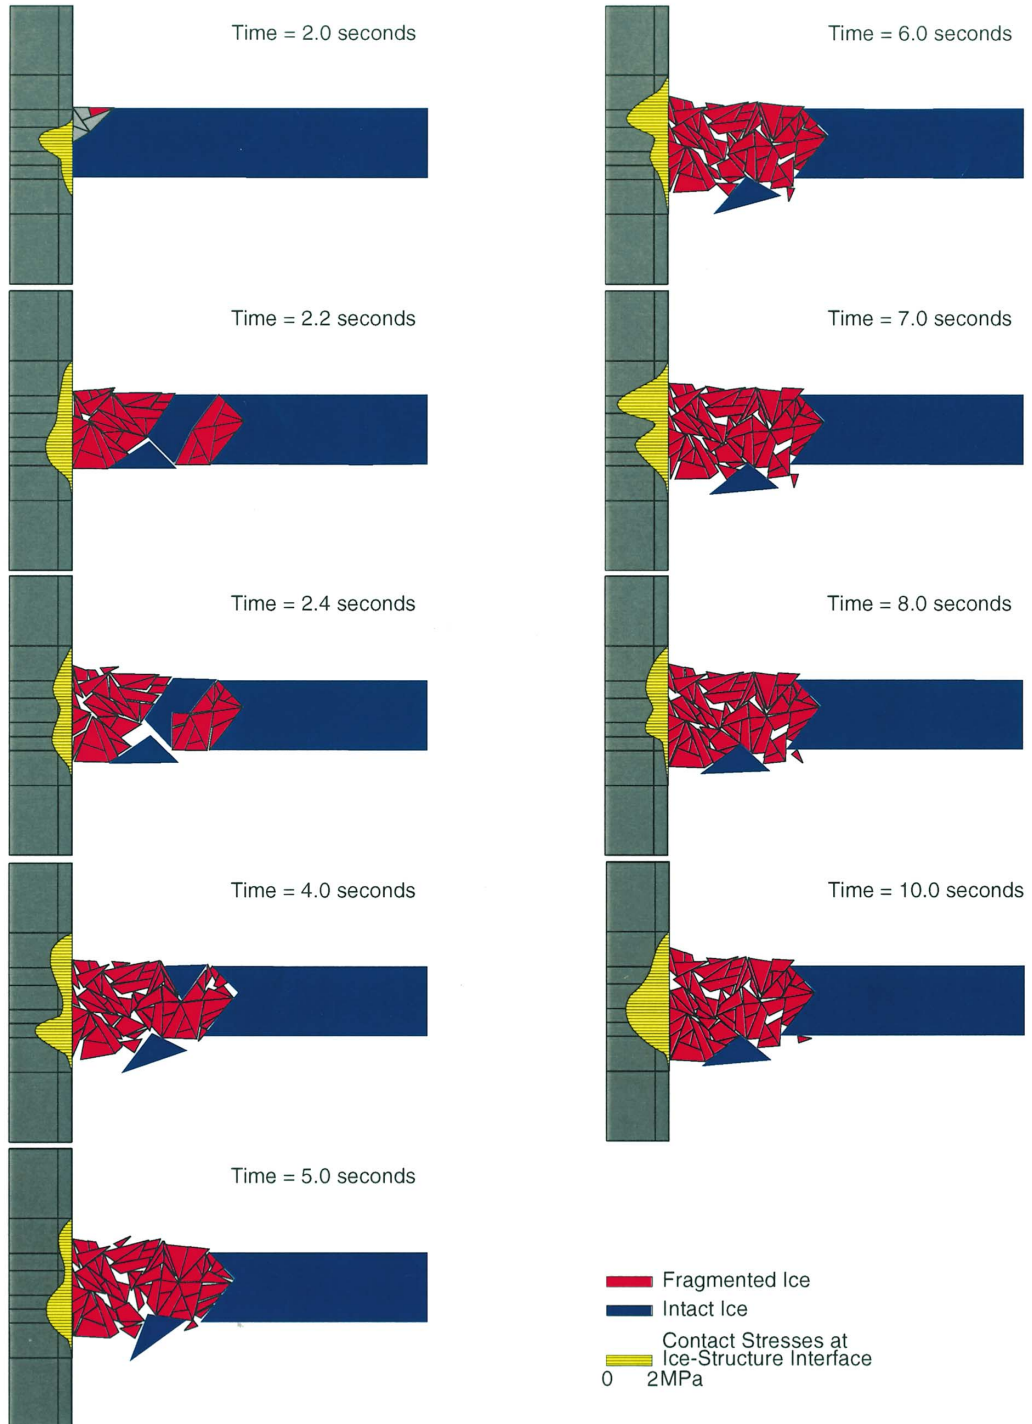 Time = 2.0 seconds
Time = 2.2 seconds
Time = 2.4 seconds
Time = 4.0 seconds
Time = 5.0 seconds
Time = 6.0 seconds
Time = 7.0 seconds
Time = 8.0 seconds
Time = 10.0 seconds
Fragmented Ice
Intact Ice
Contact Stresses at
Ice-Structure Interface
0 2MPa